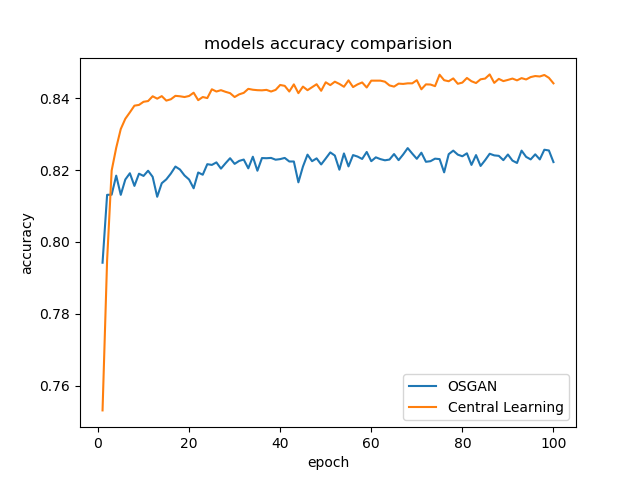 models accuracy comparision
accuracy
0.84
0.82
0.80
0.78
0.76
0 20 40 60 80 100
epoch
OSGAN
Central Learning